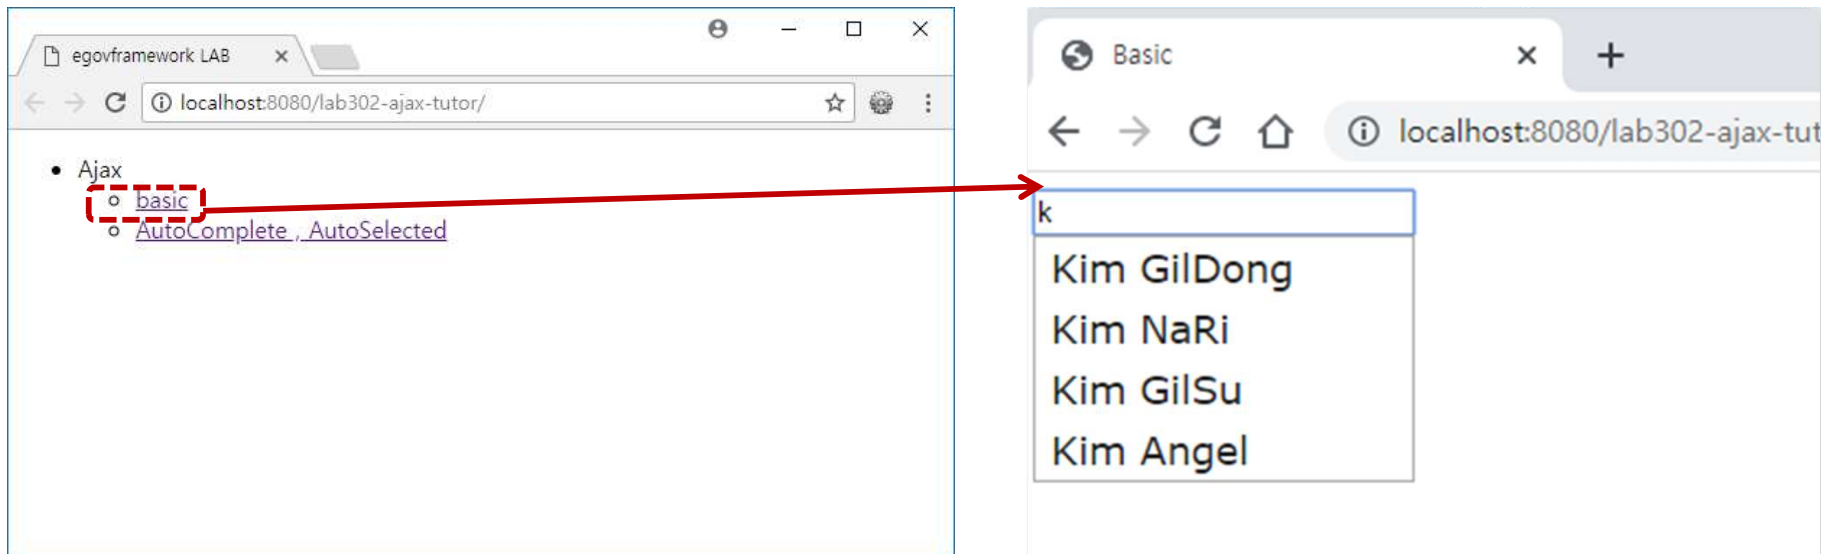 egovframework LAB
localhost:8080/lab302-ajax-tutor/
Ajax
basic
AutoComplete , AutoSelected
Basic
localhost:8080/lab302-ajax-tut
k
Kim GilDong
Kim NaRi
Kim GilSu
Kim Angel